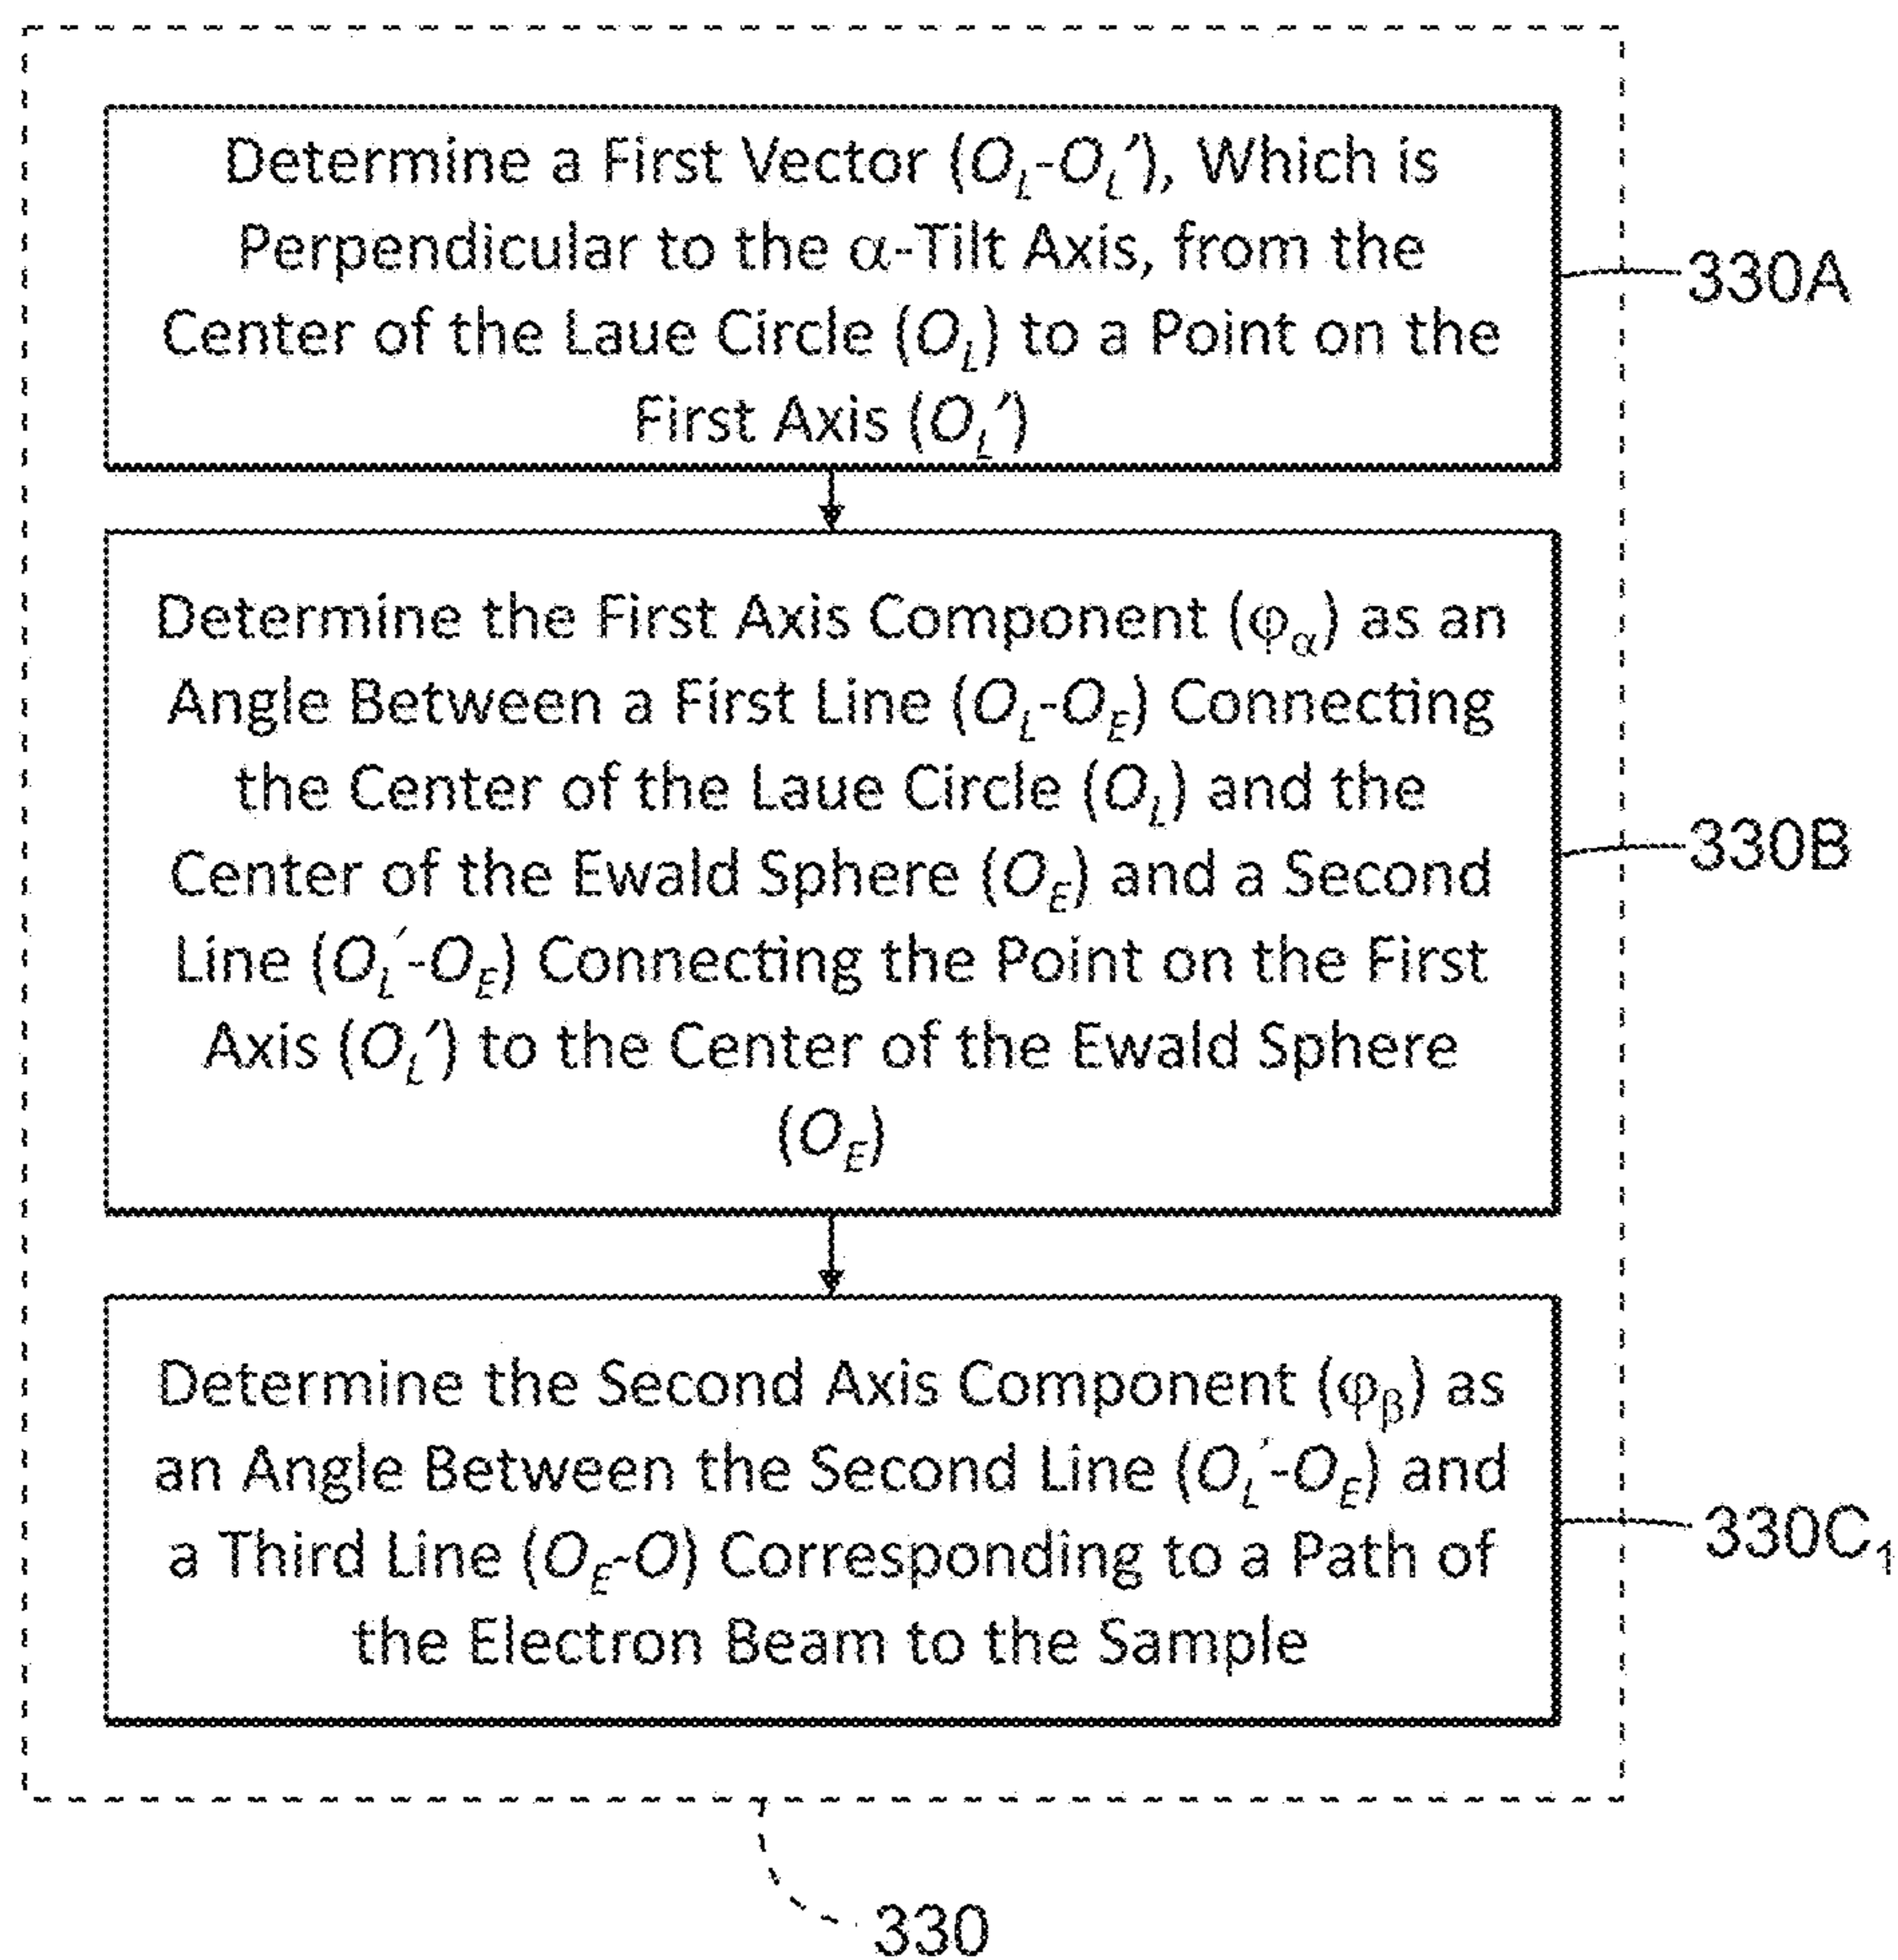 Determine a First Vector (O_L-O_L’), Which is
Perpendicular to the α-Tilt Axis, from the
Center of the Laue Circle (O_L) to a Point on the
First Axis (O_L’)
330A
Determine the First Axis Component (φ_α) as an
Angle Between a First Line (O_L-O_E) Connecting
the Center of the Laue Circle (O_L) and the
Center of the Ewald Sphere (O_E) and a Second
Line (O_L’-O_E) Connecting the Point on the First
Axis (O_L’) to the Center of the Ewald Sphere
(O_E)
330B
Determine the Second Axis Component (φ_β) as
an Angle Between the Second Line (O_L’-O_E) and
a Third Line (O_E-O) Corresponding to a Path of
the Electron Beam to the Sample
330C₁
330